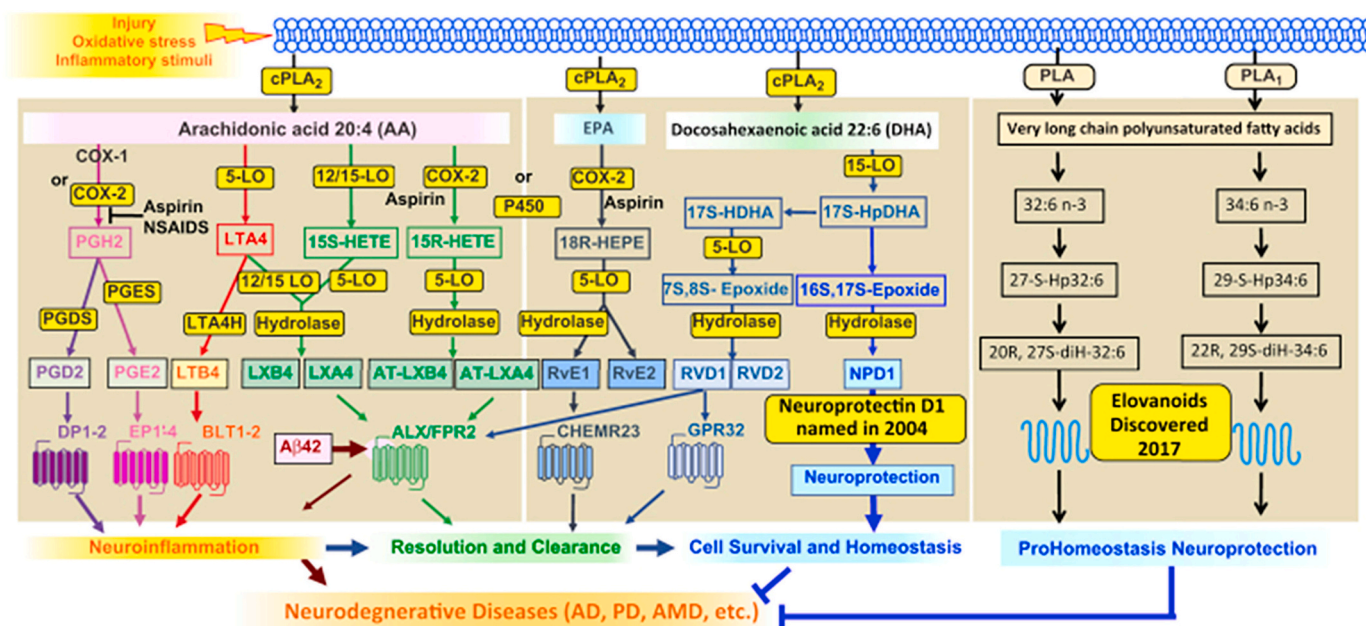 Injury
Oxidative stress
Inflammatory stimuli
cPLA2
cPLA2
cPLA2
PLA
PLA1
Arachidonic acid 20:4 (AA)
EPA
Docosahexaenoic acid 22:6 (DHA)
Very long chain polyunsaturated fatty acids
COX-1
or
COX-2
Aspirin
NSAIDS
5-LO
12/15-LO
COX-2
Aspirin
or
P450
COX-2
Aspirin
15-LO
32:6 n-3
34:6 n-3
PGH2
LTA4
15S-HETE
15R-HETE
18R-HEPE
17S-HDHA
17S-HpDHA
5-LO
PGES
12/15 LO
5-LO
5-LO
5-LO
7S,8S- Epoxide
16S,17S-Epoxide
27-S-Hp32:6
29-S-Hp34:6
PGDS
LTA4H
Hydrolase
Hydrolase
Hydrolase
Hydrolase
Hydrolase
20R, 27S-diH-32:6
22R, 29S-diH-34:6
PGD2
PGE2
LTB4
LXB4
LXA4
AT-LXB4
AT-LXA4
RvE1
RvE2
RVD1
RVD2
NPD1
Neuroprotectin D1
named in 2004
Elovanoids
Discovered
2017
DP1-2
EP1-4
BLT1-2
Aβ42
ALX/FPR2
CHEMR23
GPR32
Neuroprotection
Neuroinflammation
Resolution and Clearance
Cell Survival and Homeostasis
ProHomeostasis Neuroprotection
Neurodegnerative Diseases (AD, PD, AMD, etc.)